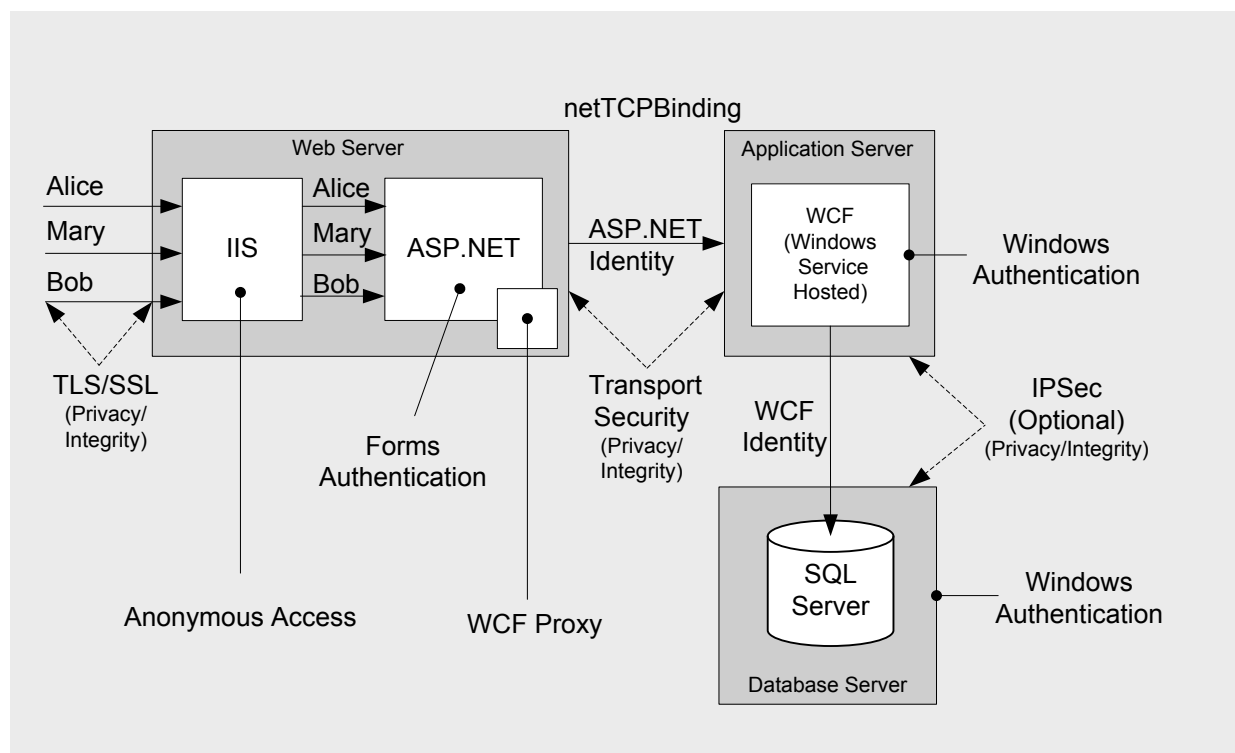 netTCPBinding
Web Server
Application Server
Alice
Mary
Bob
IIS
Alice
Mary
Bob
ASP.NET
ASP.NET
Identity
WCF
(Windows
Service
Hosted)
Windows
Authentication
TLS/SSL
(Privacy/
Integrity)
Forms
Authentication
Transport
Security
(Privacy/
Integrity)
WCF
Identity
IPSec
(Optional)
(Privacy/Integrity)
Anonymous Access
WCF Proxy
SQL
Server
Windows
Authentication
Database Server